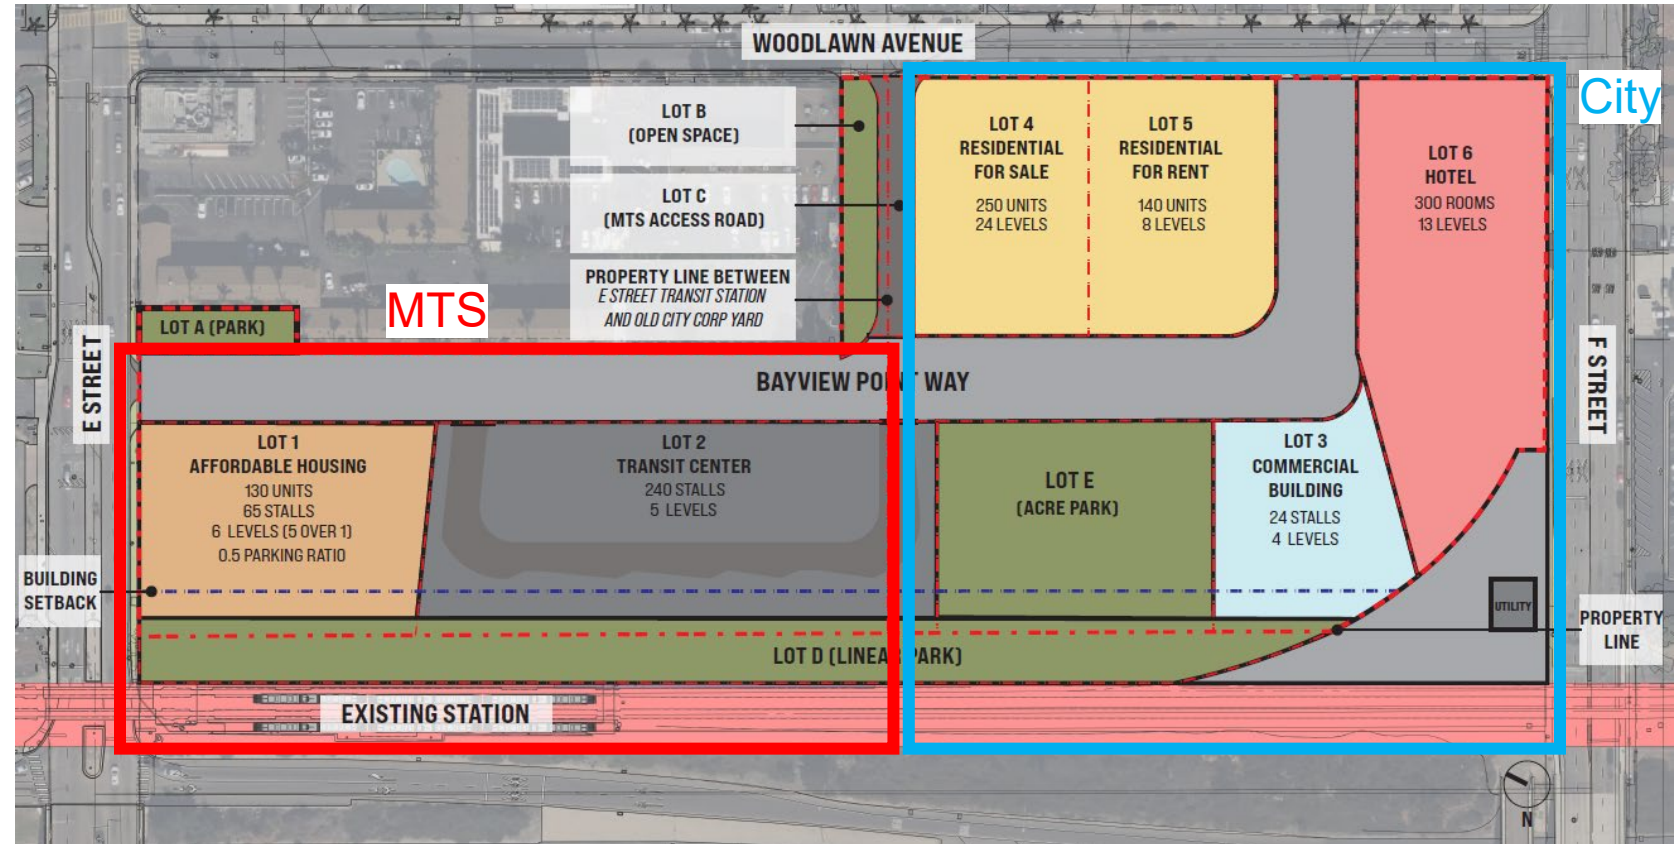 WOODLAWN AVENUE
City
LOT B
(OPEN SPACE)
LOT C
(MTS ACCESS ROAD)
PROPERTY LINE BETWEEN
E STREET TRANSIT STATION
AND OLD CITY CORP YARD
LOT 4
RESIDENTIAL
FOR SALE
250 UNITS
24 LEVELS
LOT 5
RESIDENTIAL
FOR RENT
140 UNITS
8 LEVELS
LOT 6
HOTEL
300 ROOMS
13 LEVELS
MTS
LOT A (PARK)
E STREET
F STREET
BAYVIEW POINT WAY
LOT 1
AFFORDABLE HOUSING
130 UNITS
65 STALLS
6 LEVELS (5 OVER 1)
0.5 PARKING RATIO
LOT 2
TRANSIT CENTER
240 STALLS
5 LEVELS
LOT E
(ACRE PARK)
LOT 3
COMMERCIAL
BUILDING
24 STALLS
4 LEVELS
BUILDING
SETBACK
UTILITY
PROPERTY
LINE
LOT D (LINEAR PARK)
EXISTING STATION
N